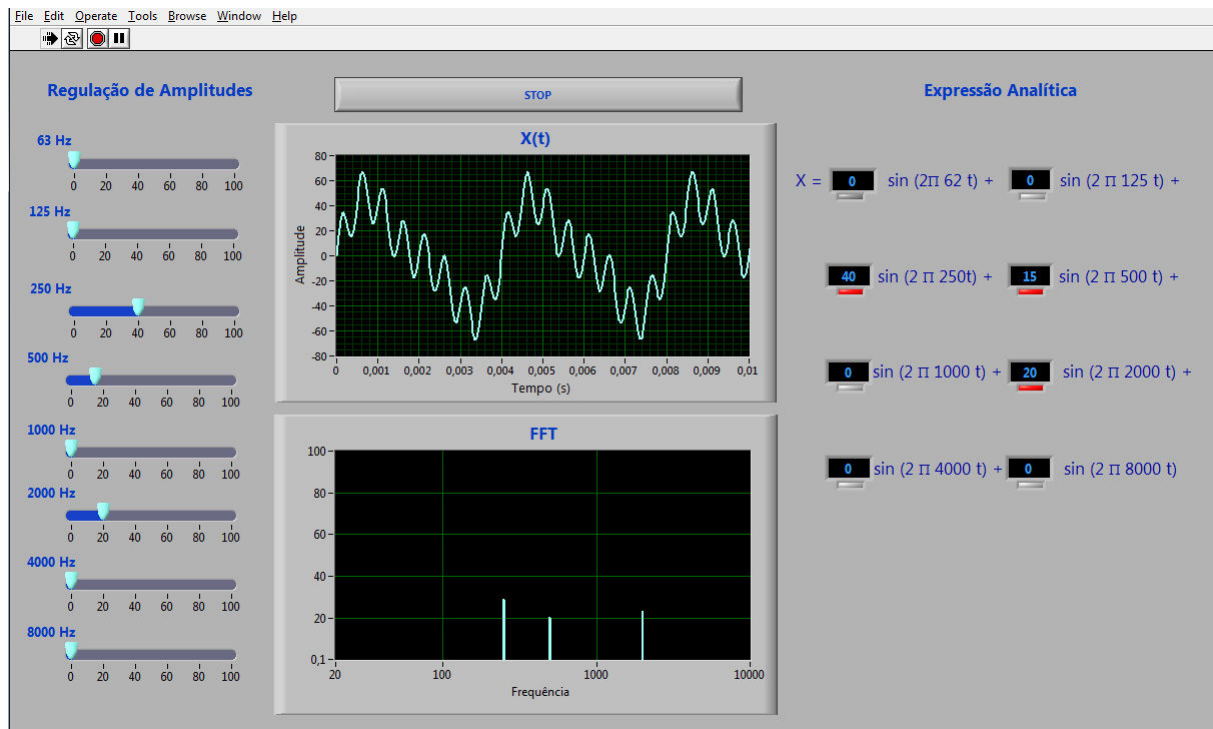 File Edit Operate Tools Browse Window Help
Regulação de Amplitudes
63 Hz
0 20 40 60 80 100
125 Hz
0 20 40 60 80 100
250 Hz
0 20 40 60 80 100
500 Hz
0 20 40 60 80 100
1000 Hz
0 20 40 60 80 100
2000 Hz
0 20 40 60 80 100
4000 Hz
0 20 40 60 80 100
8000 Hz
0 20 40 60 80 100
STOP
X(t)
Amplitude
80
60
40
20
0
-20
-40
-60
-80
0 0,001 0,002 0,003 0,004 0,005 0,006 0,007 0,008 0,009 0,01
Tempo (s)
FFT
100
80
60
40
20
0,1
20 100 1000 10000
Frequência
Expressão Analítica
X = 0 sin (2π 62 t) + 0 sin (2 π 125 t) +
40 sin (2 π 250t) + 15 sin (2 π 500 t) +
0 sin (2 π 1000 t) + 20 sin (2 π 2000 t) +
0 sin (2 π 4000 t) + 0 sin (2 π 8000 t)